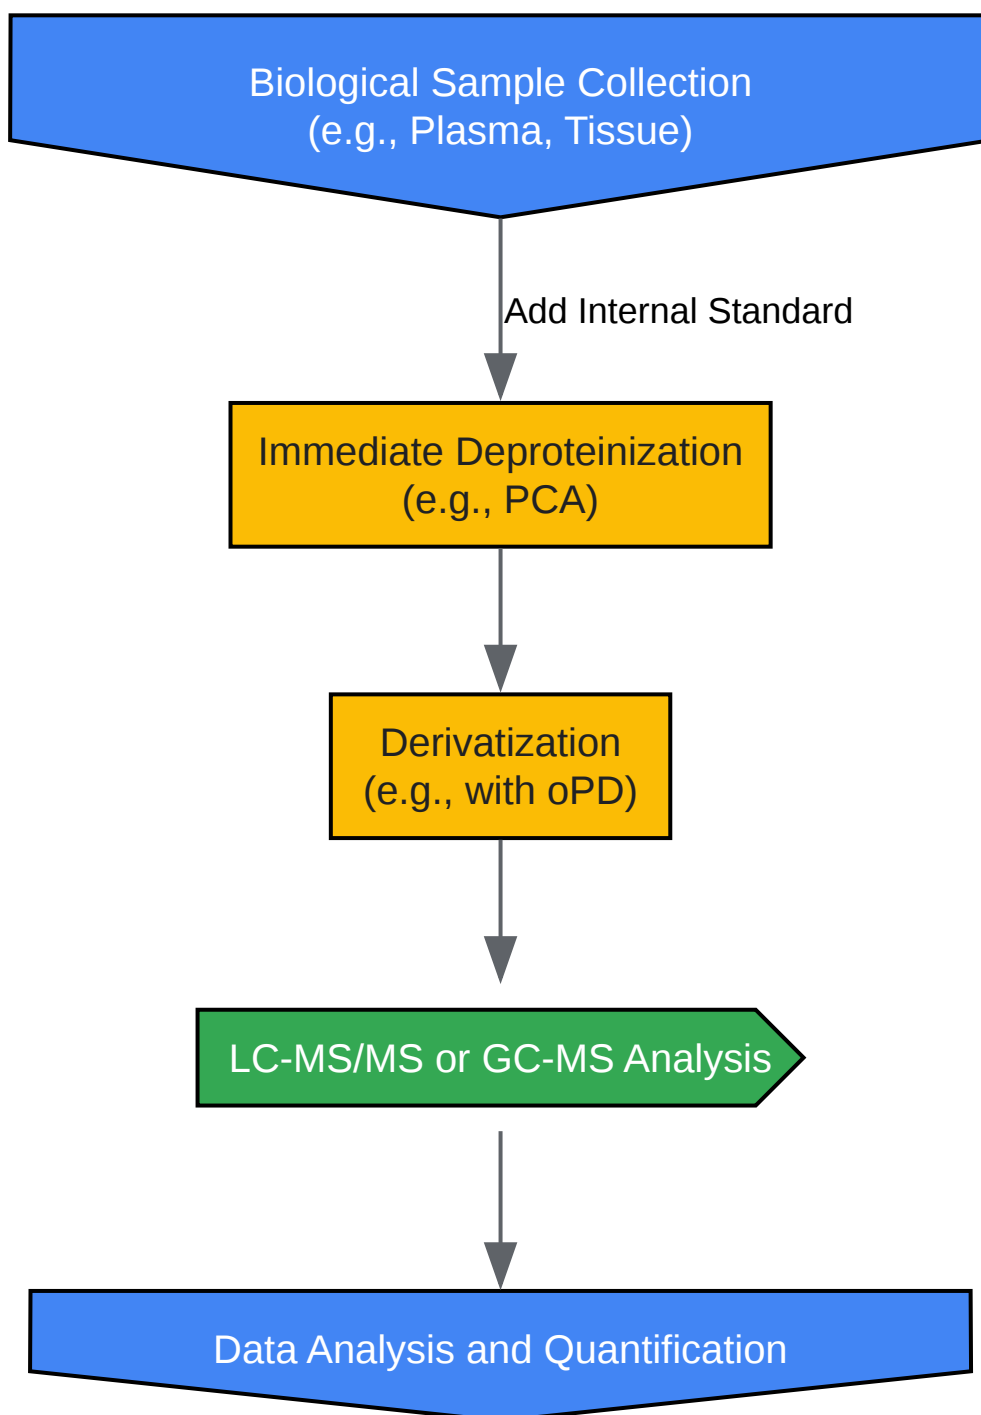 Biological Sample Collection
(e.g., Plasma, Tissue)
Add Internal Standard
Immediate Deproteinization
(e.g., PCA)
Derivatization
(e.g., with oPD)
LC-MS/MS or GC-MS Analysis
Data Analysis and Quantification